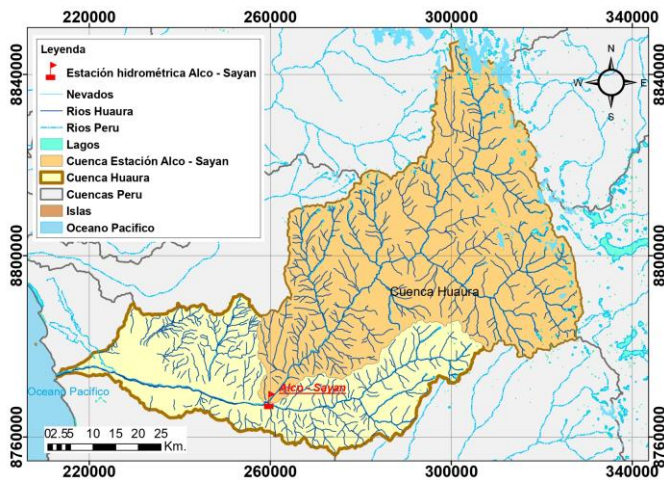 220000 260000 300000 340000
8840000
8800000
8760000
Leyenda
Estación hidrométrica Alco - Sayan
Nevados
Rios Huaura
Rios Peru
Lagos
Cuenca Estación Alco - Sayan
Cuenca Huaura
Cuencas Peru
Islas
Oceano Pacifico
N
W E
S
8840000
8800000
8760000
Cuenca Huaura
Alco - Sayan
Oceano Pacifico
02.55 10 15 20 25
Km.
220000 260000 300000 340000